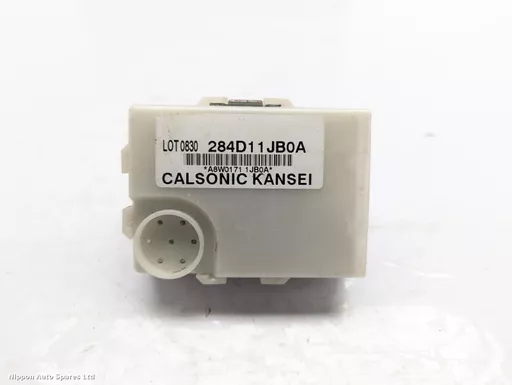 LOT 0830 284D11JB0A
*A8W0171 1JB0A*
CALSONIC KANSEI
Nippon Auto Spares Ltd